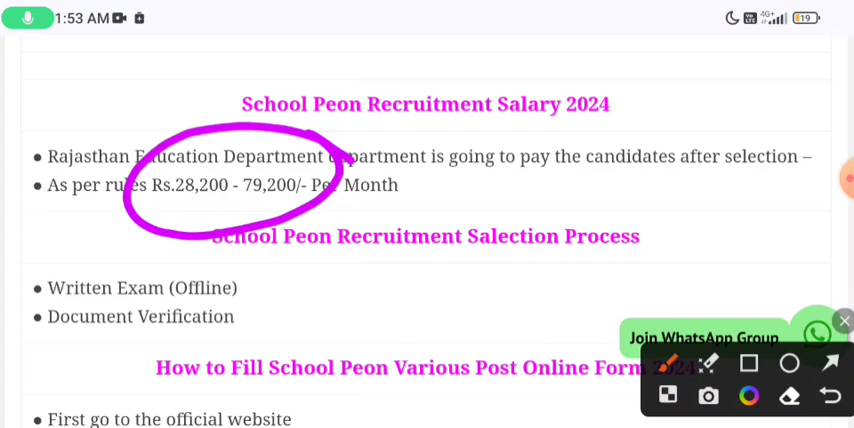 1:53 AM
4G+
19
School Peon Recruitment Salary 2024
• Rajasthan Education Department department is going to pay the candidates after selection –
• As per rules Rs.28,200 - 79,200/- Per Month
School Peon Recruitment Salection Process
• Written Exam (Offline)
• Document Verification
Join WhatsApp Group
How to Fill School Peon Various Post Online Form 2024
• First go to the official website